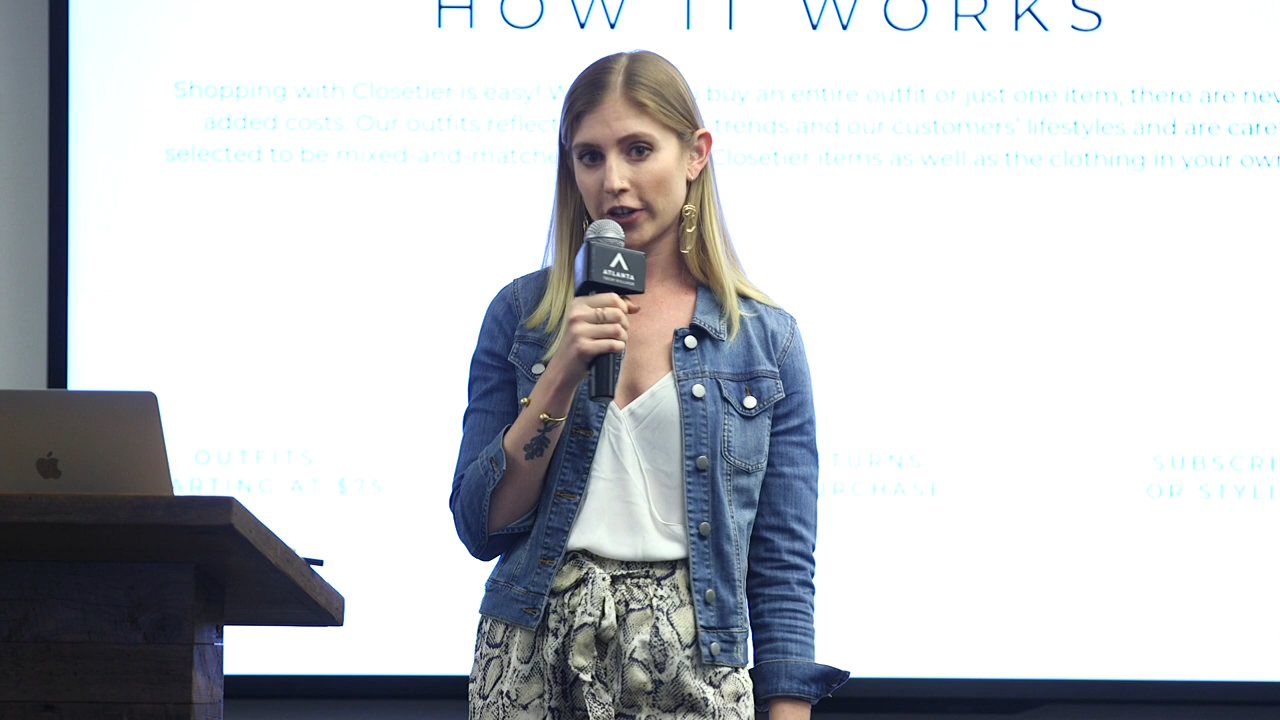 HOW IT WORKS
Shopping with Closetier is easy! buy an entire outfit or just one item, there are nev
added costs. Our outfits reflect trends and our customers' lifestyles and are care
selected to be mixed-and-matche Closetier items as well as the clothing in your own
ATLANTA
OUTFITS
ARTING AT $75
TURNS
RCHASE
SUBSCRI
OR STYLI